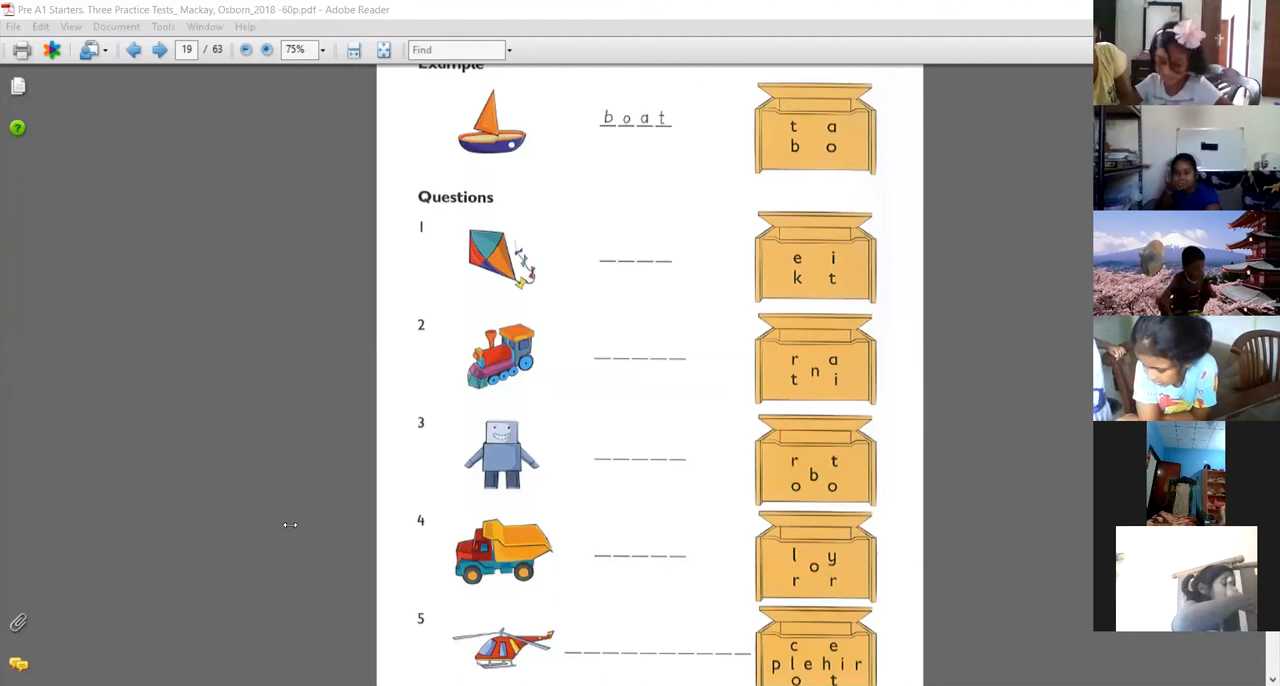 Pre A1 Starters. Three Practice Tests_ Mackay, Osborn_2018 -60p.pdf - Adobe Reader
File Edit View Document Tools Window Help
19 / 63 75% Find
Example
b o a t
t a
b o
Questions
1
e i
k t
2
r a
n
t i
3
r t
b
o o
4
l y
o
r r
5
c e
p l e h i r
o t